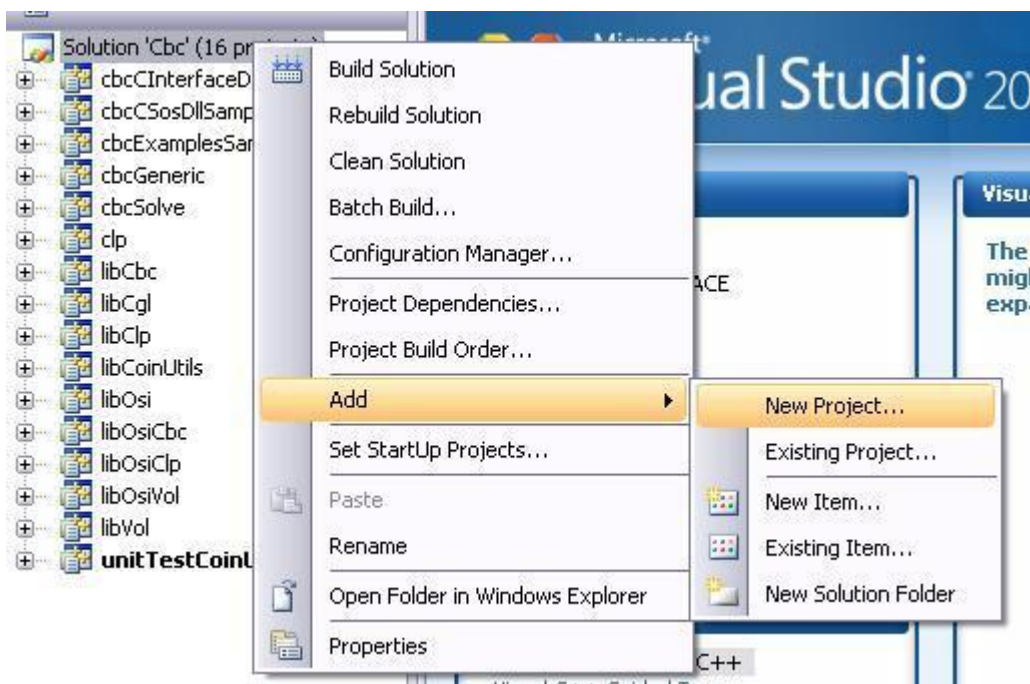 Solution 'Cbc' (16 pr
cbcCInterfaceD
cbcCSosDllSamp
cbcExamplesSar
cbcGeneric
cbcSolve
clp
libCbc
libCgl
libClp
libCoinUtils
libOsi
libOsiCbc
libOsiClp
libOsiVol
libVol
unitTestCoinU
Build Solution
Rebuild Solution
Clean Solution
Batch Build...
Configuration Manager...
Project Dependencies...
Project Build Order...
Add
Set StartUp Projects...
Paste
Rename
Open Folder in Windows Explorer
Properties
New Project...
Existing Project...
New Item...
Existing Item...
New Solution Folder
Microsoft
ual Studio 20
ACE
C++
Visu
The
migh
exp